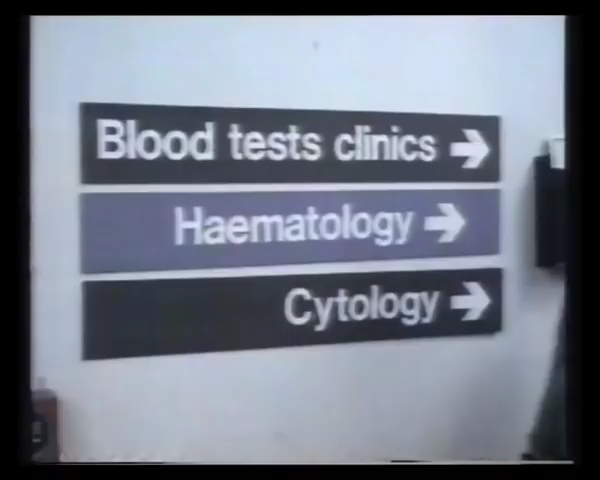 Blood tests clinics →
Haematology →
Cytology →